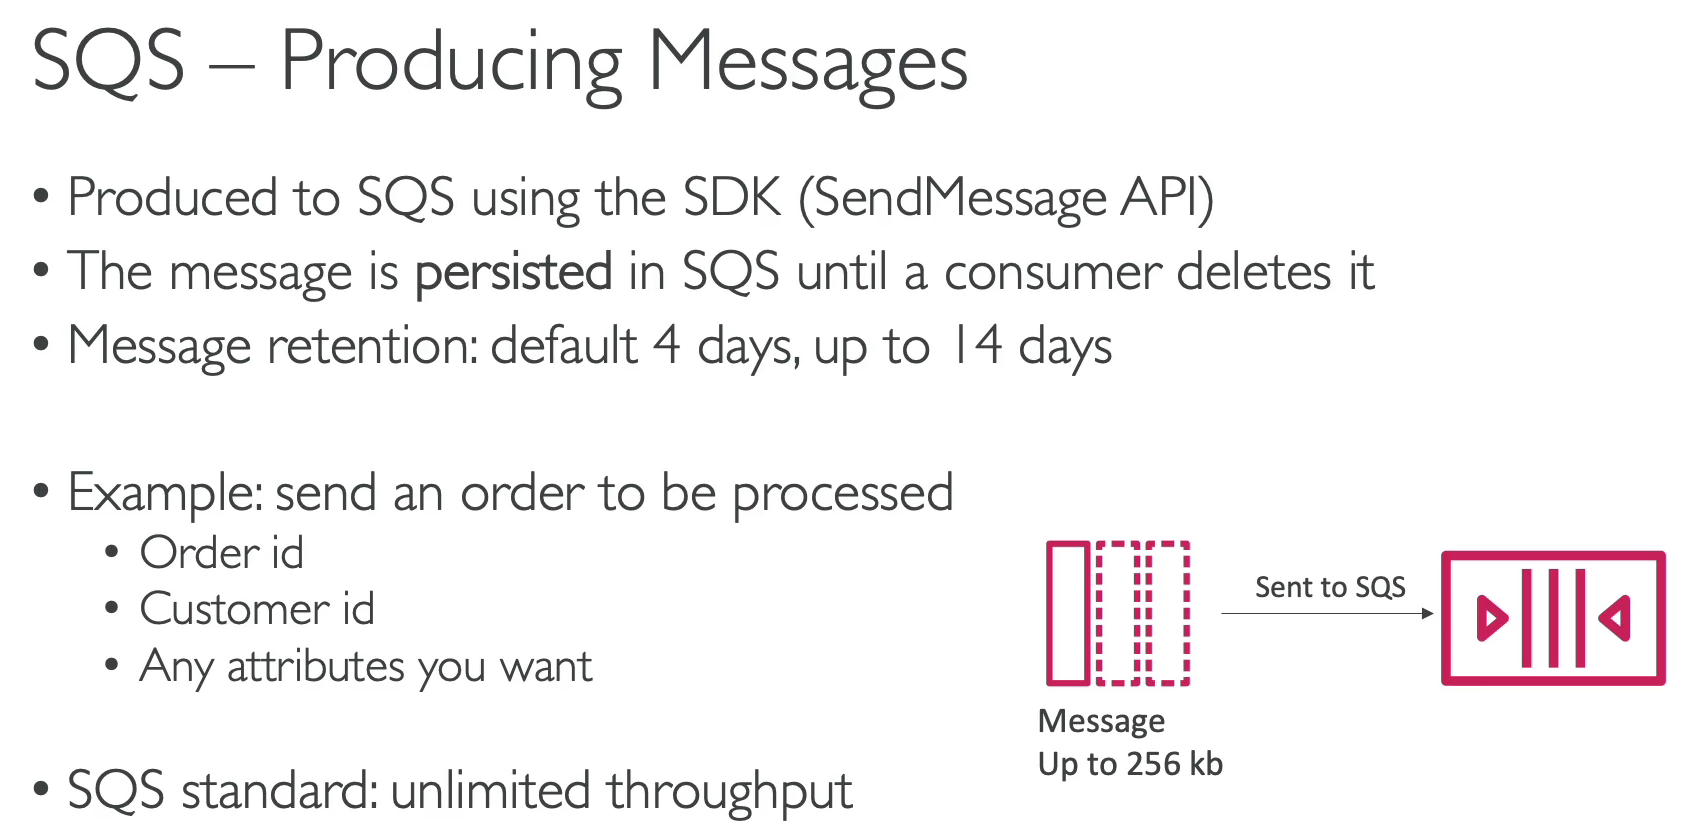 SQS – Producing Messages
• Produced to SQS using the SDK (SendMessage API)
• The message is persisted in SQS until a consumer deletes it
• Message retention: default 4 days, up to 14 days
• Example: send an order to be processed
• Order id
• Customer id
• Any attributes you want
• SQS standard: unlimited throughput
Sent to SQS
Message
Up to 256 kb